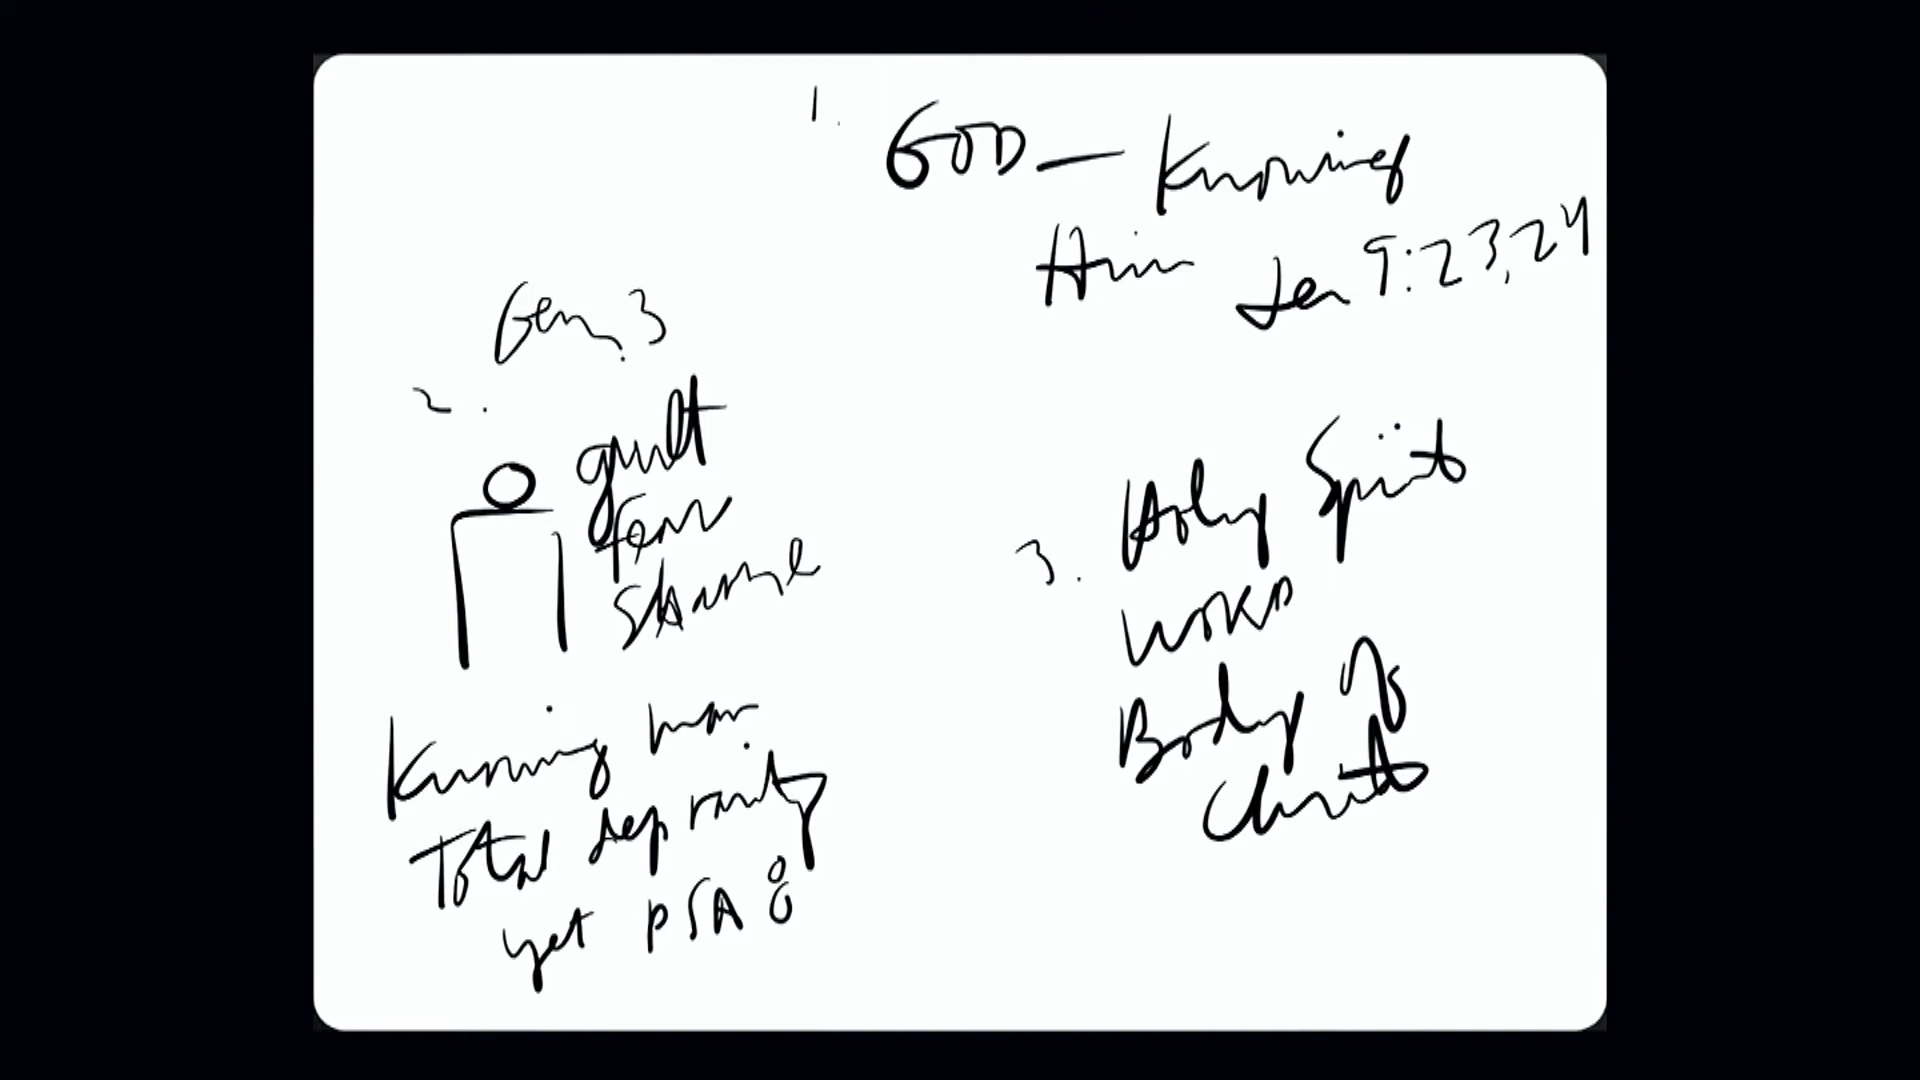 1. GOD — Knowing
Him Jer 9:23,24
Gen. 3
2.
guilt
fear
SHAME
Knowing man
Total depravity
yet PSA 8
3. Holy Spirit
WORD
Body of
Christ